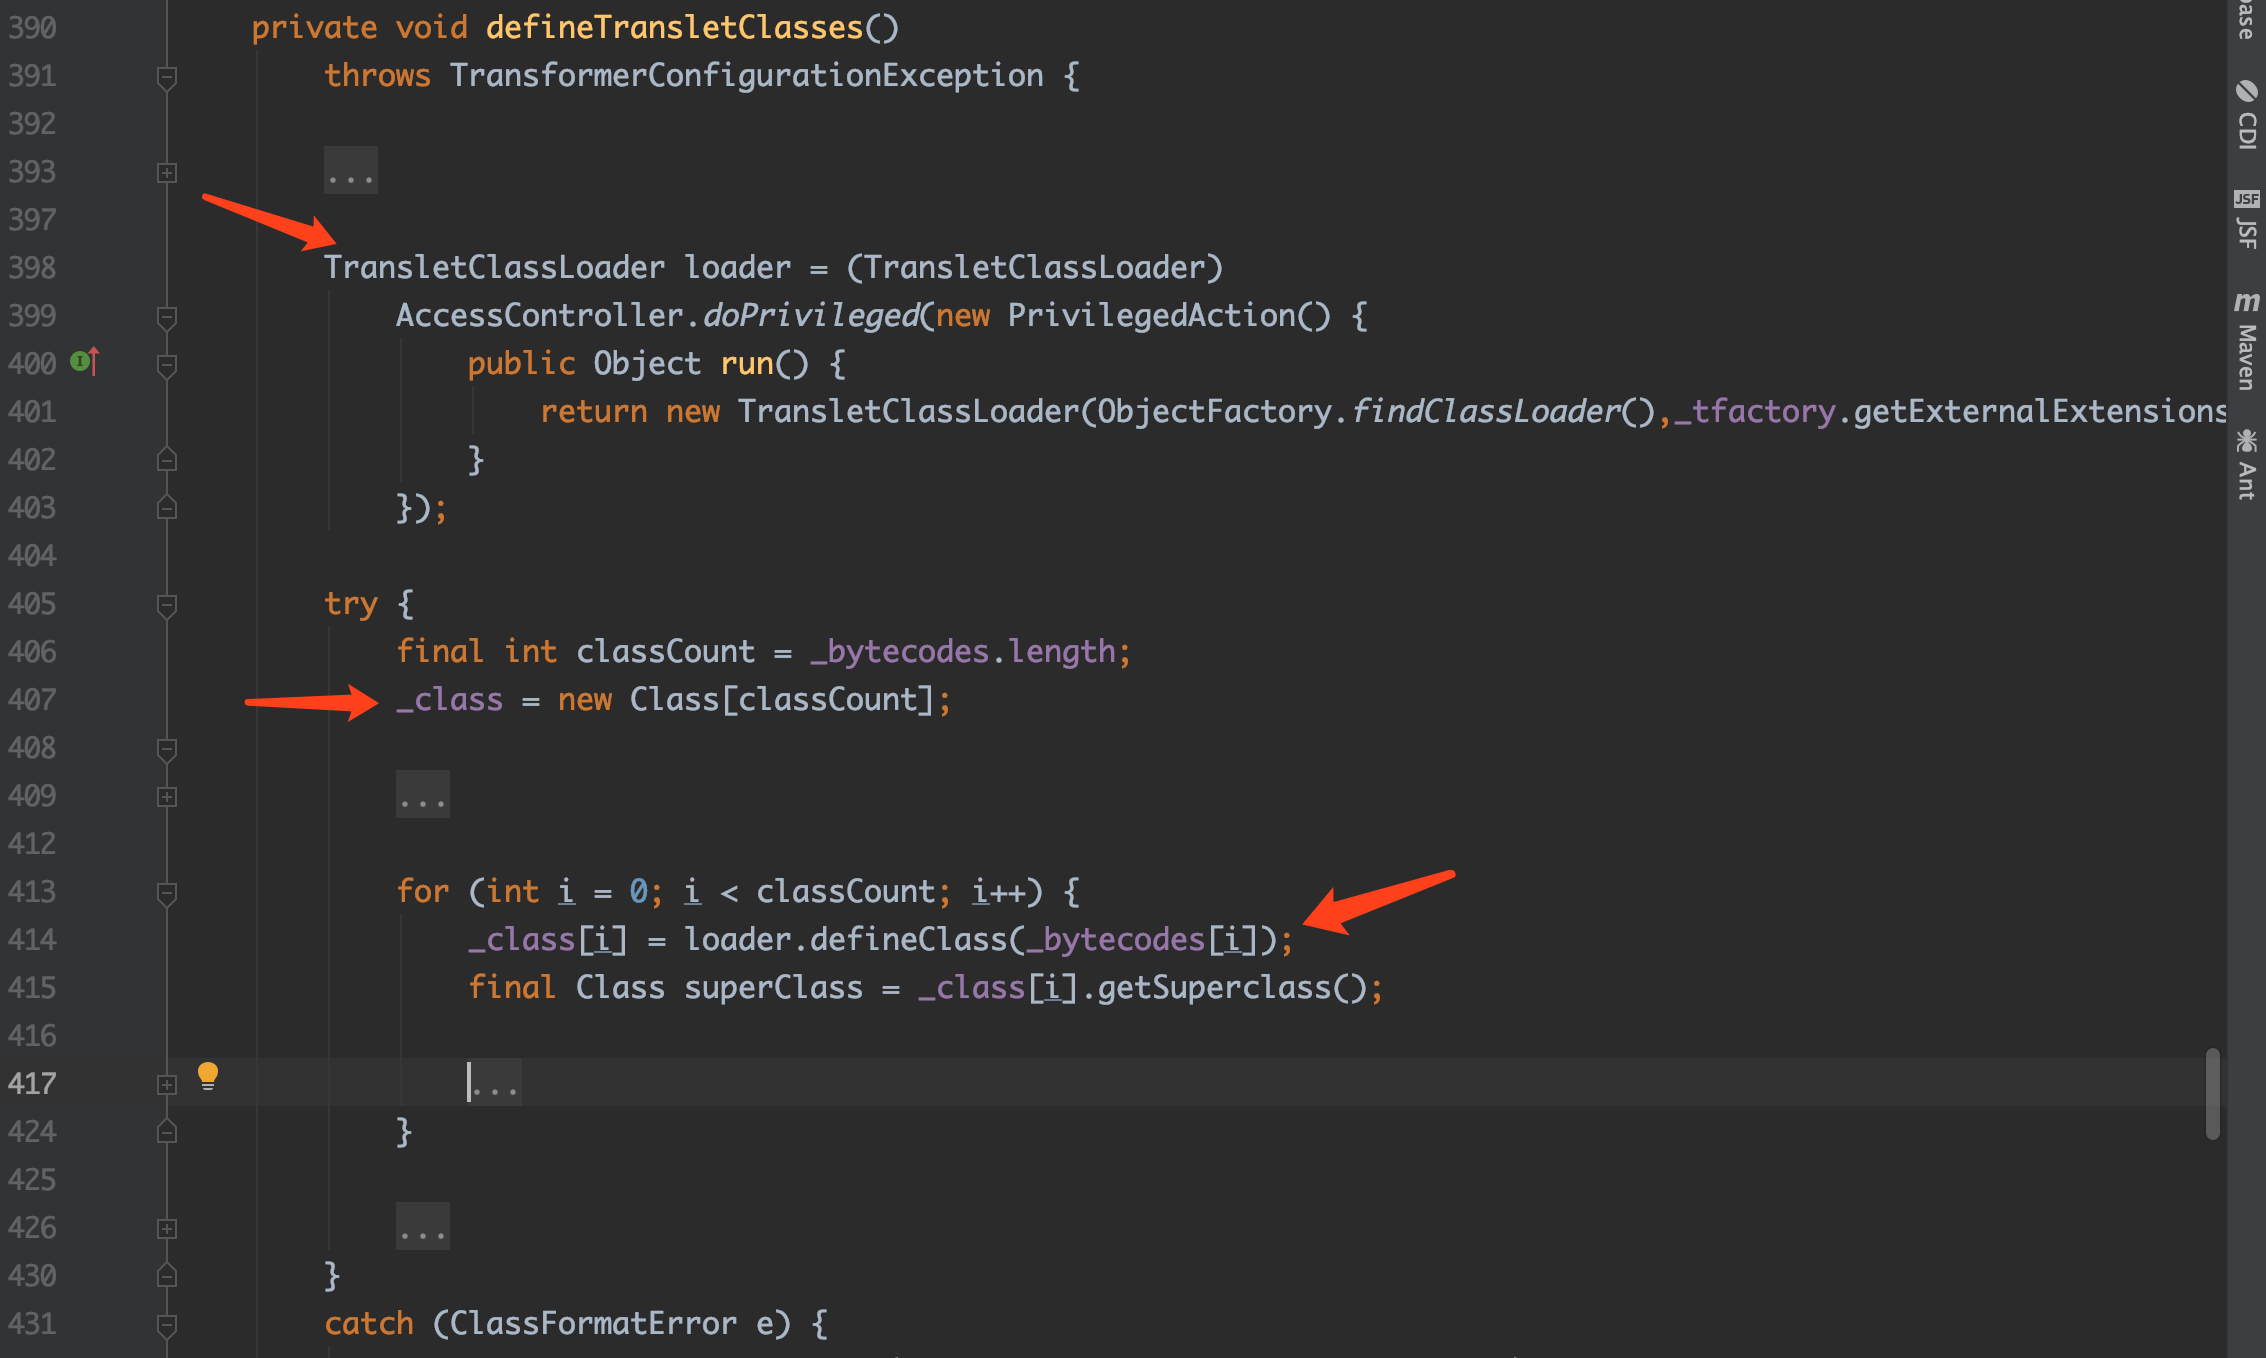 390 private void defineTransletClasses()
391 throws TransformerConfigurationException {
392
393 ...
397
398 TransletClassLoader loader = (TransletClassLoader)
399 AccessController.doPrivileged(new PrivilegedAction() {
400 public Object run() {
401 return new TransletClassLoader(ObjectFactory.findClassLoader(),_tfactory.getExternalExtensions
402 }
403 });
404
405 try {
406 final int classCount = _bytecodes.length;
407 _class = new Class[classCount];
408
409 ...
412
413 for (int i = 0; i < classCount; i++) {
414 _class[i] = loader.defineClass(_bytecodes[i]);
415 final Class superClass = _class[i].getSuperclass();
416
417 ...
424 }
425
426 ...
430 }
431 catch (ClassFormatError e) {
CDI
JSF
JSF
m
Maven
Ant